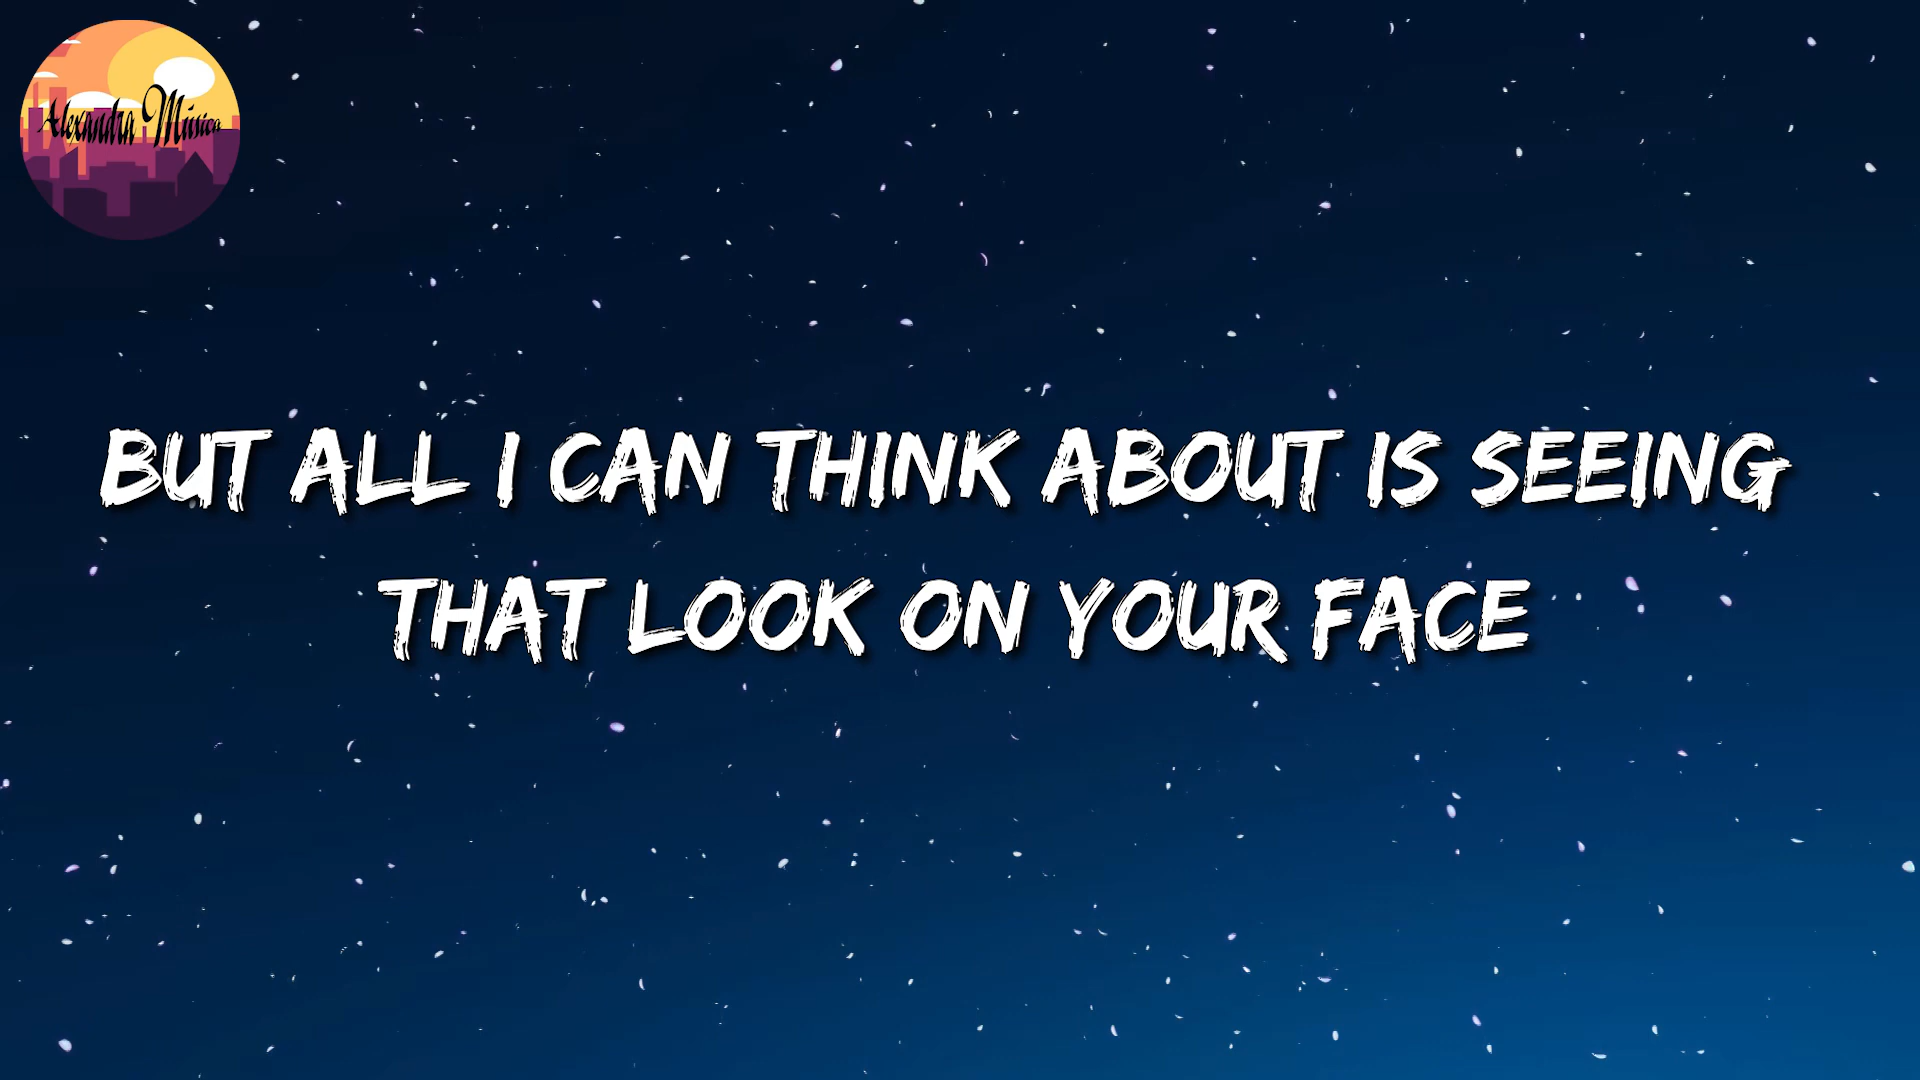 Alexandra Música
BUT ALL I CAN THINK ABOUT IS SEEING
THAT LOOK ON YOUR FACE